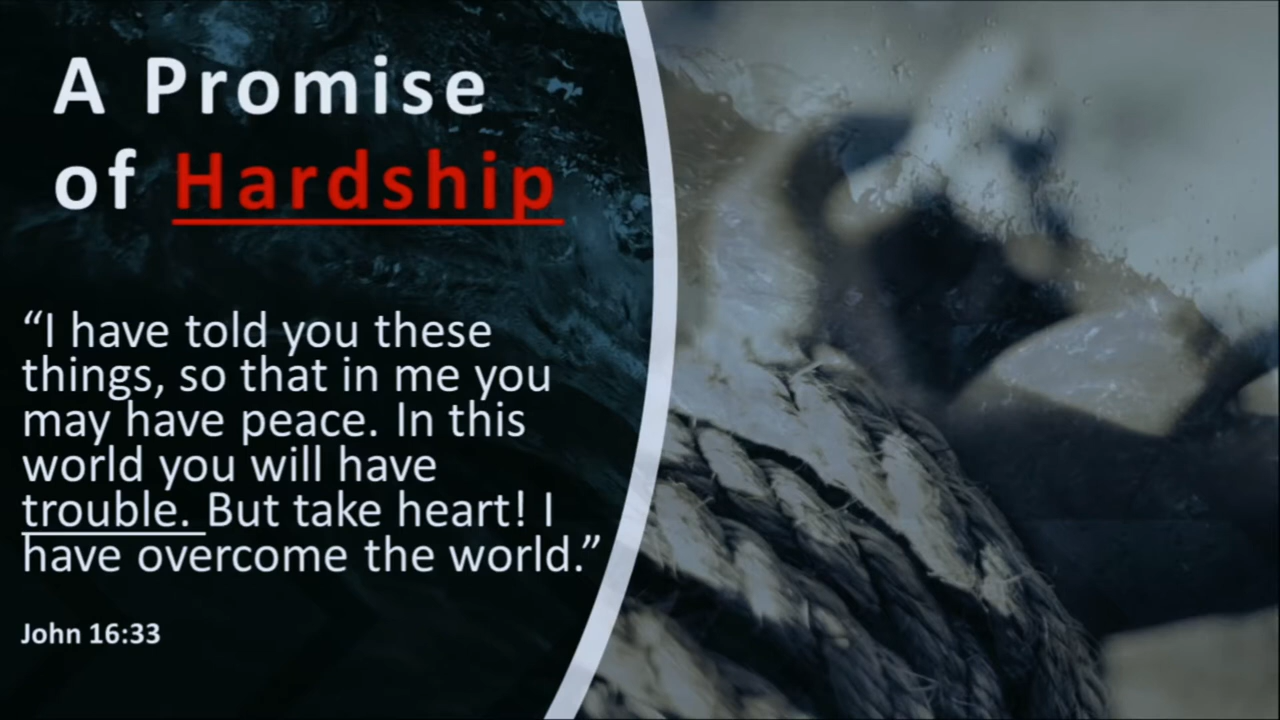 A Promise
of Hardship
“I have told you these
things, so that in me you
may have peace. In this
world you will have
trouble. But take heart! I
have overcome the world.”
John 16:33